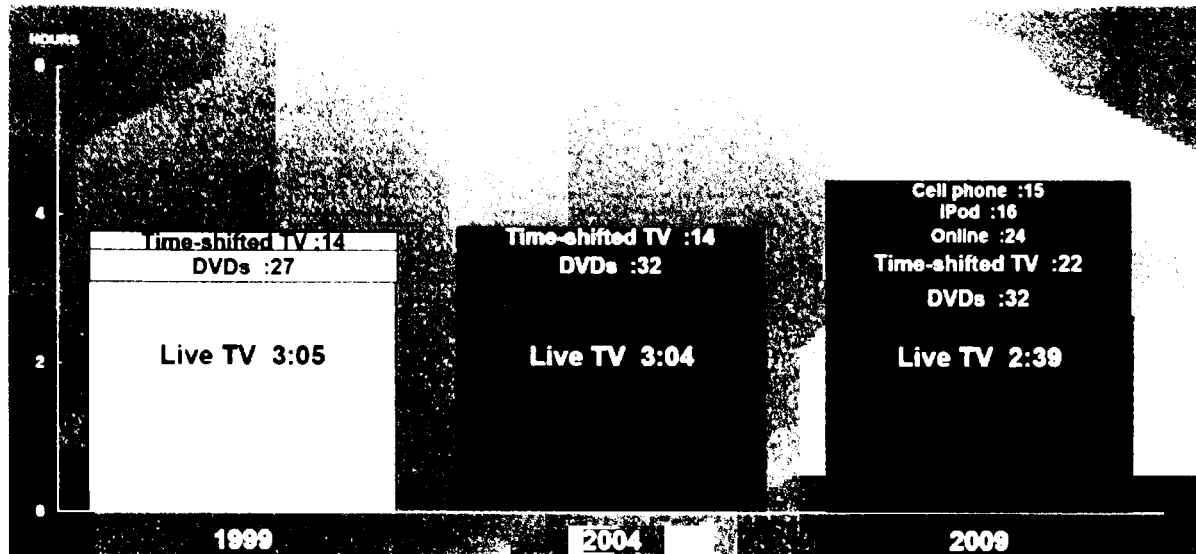 HOURS
6
4
2
0
Time-shifted TV :14
DVDs :27
Live TV 3:05
1999
Time-shifted TV :14
DVDs :32
Live TV 3:04
2004
Cell phone :15
iPod :16
Online :24
Time-shifted TV :22
DVDs :32
Live TV 2:39
2009